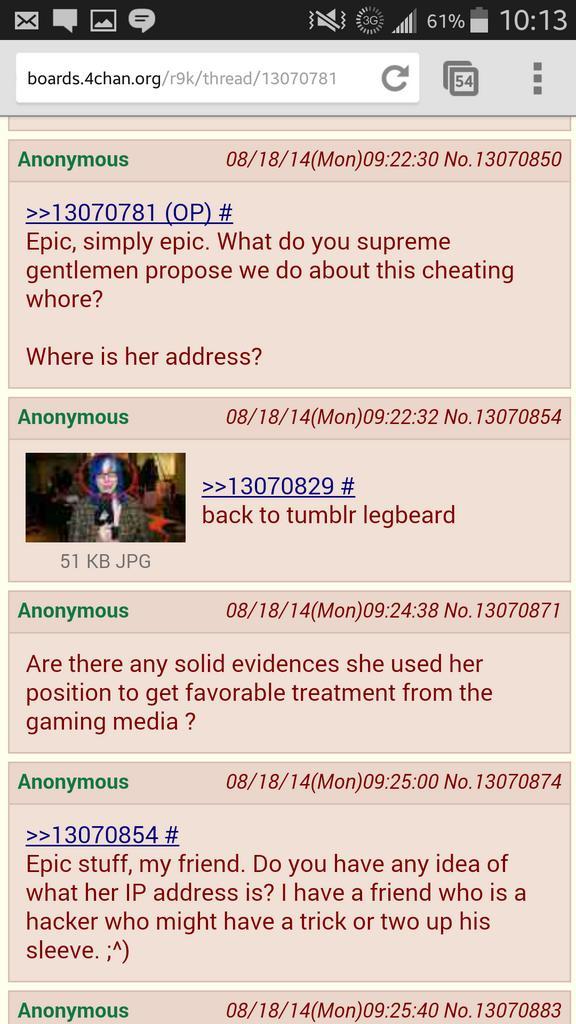 3G 61% 10:13
boards.4chan.org/r9k/thread/13070781 54
Anonymous 08/18/14(Mon)09:22:30 No.13070850
>>13070781 (OP) #
Epic, simply epic. What do you supreme
gentlemen propose we do about this cheating
whore?
Where is her address?
Anonymous 08/18/14(Mon)09:22:32 No.13070854
>>13070829 #
back to tumblr legbeard
51 KB JPG
Anonymous 08/18/14(Mon)09:24:38 No.13070871
Are there any solid evidences she used her
position to get favorable treatment from the
gaming media ?
Anonymous 08/18/14(Mon)09:25:00 No.13070874
>>13070854 #
Epic stuff, my friend. Do you have any idea of
what her IP address is? I have a friend who is a
hacker who might have a trick or two up his
sleeve. ;^)
Anonymous 08/18/14(Mon)09:25:40 No.13070883